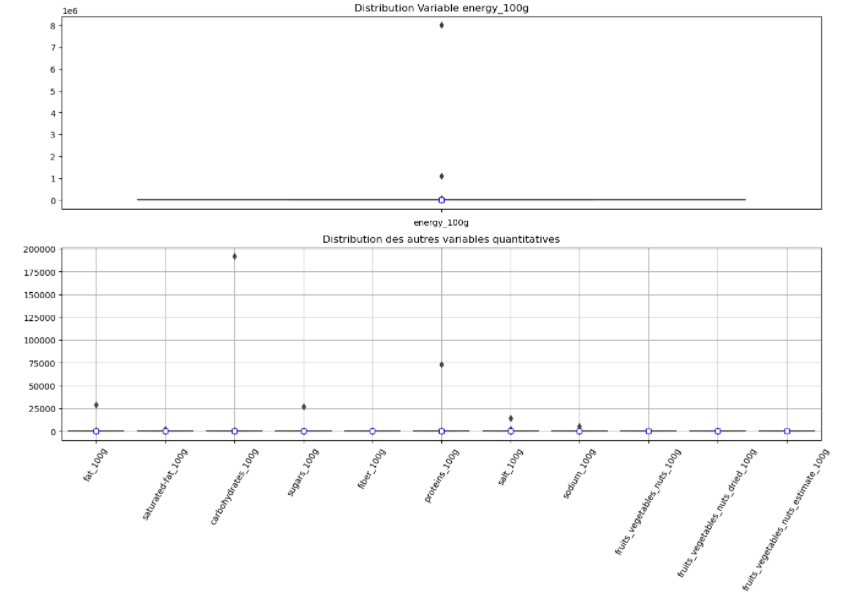 Distribution Variable energy_100g
1e6
8
7
6
5
4
3
2
1
0
energy_100g
Distribution des autres variables quantitatives
200000
175000
150000
125000
100000
75000
50000
25000
0
fat_100g
saturated-fat_100g
carbohydrates_100g
sugars_100g
fiber_100g
proteins_100g
salt_100g
sodium_100g
fruits_vegetables_nuts_100g
fruits_vegetables_nuts_dried_100g
fruits_vegetables_nuts_estimate_100g